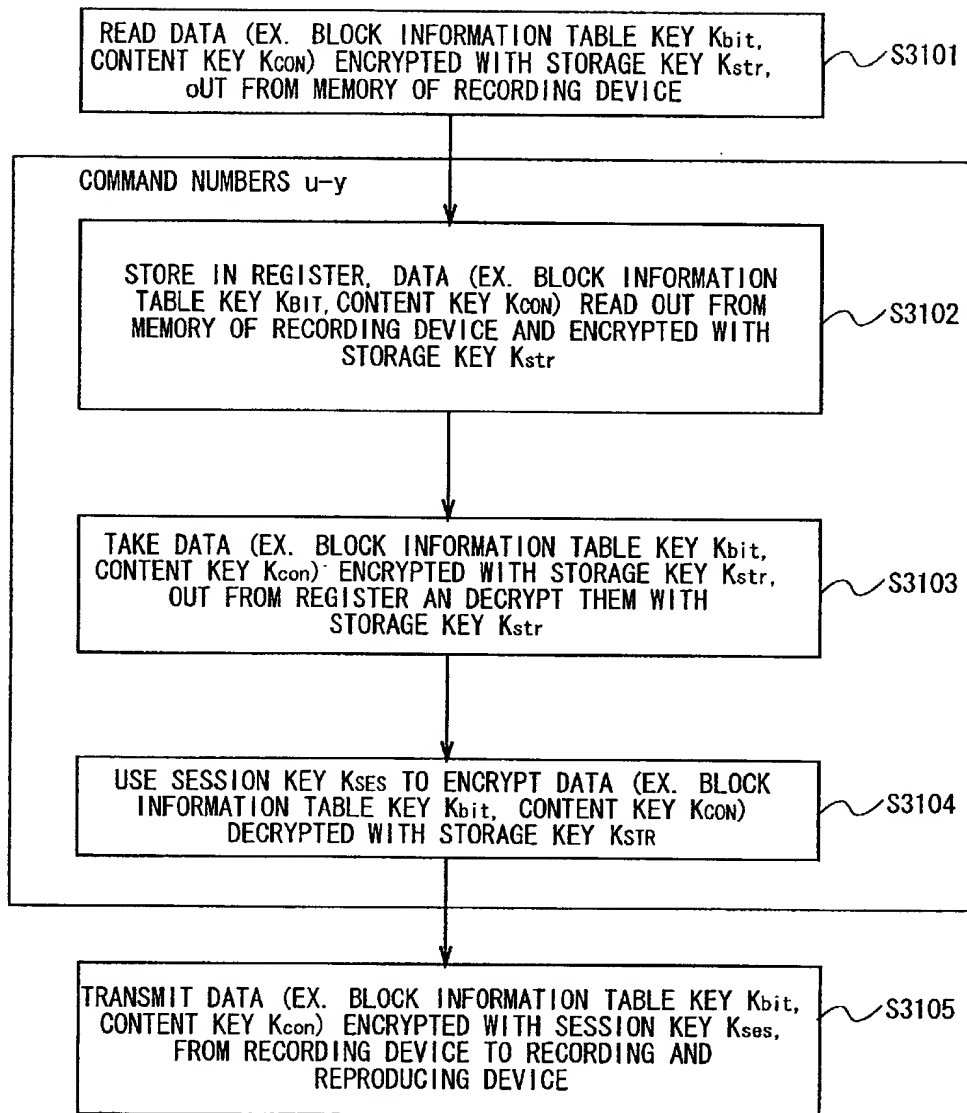 READ DATA (EX. BLOCK INFORMATION TABLE KEY Kbit,
CONTENT KEY KCON) ENCRYPTED WITH STORAGE KEY Kstr,
oUT FROM MEMORY OF RECORDING DEVICE
S3101
COMMAND NUMBERS u-y
STORE IN REGISTER, DATA (EX. BLOCK INFORMATION
TABLE KEY KBIT, CONTENT KEY KCON) READ OUT FROM
MEMORY OF RECORDING DEVICE AND ENCRYPTED WITH
STORAGE KEY Kstr
S3102
TAKE DATA (EX. BLOCK INFORMATION TABLE KEY Kbit,
CONTENT KEY Kcon) ENCRYPTED WITH STORAGE KEY Kstr,
OUT FROM REGISTER AN DECRYPT THEM WITH
STORAGE KEY Kstr
S3103
USE SESSION KEY KSES TO ENCRYPT DATA (EX. BLOCK
INFORMATION TABLE KEY Kbit, CONTENT KEY KCON)
DECRYPTED WITH STORAGE KEY KSTR
S3104
TRANSMIT DATA (EX. BLOCK INFORMATION TABLE KEY Kbit,
CONTENT KEY Kcon) ENCRYPTED WITH SESSION KEY Kses,
FROM RECORDING DEVICE TO RECORDING AND
REPRODUCING DEVICE
S3105